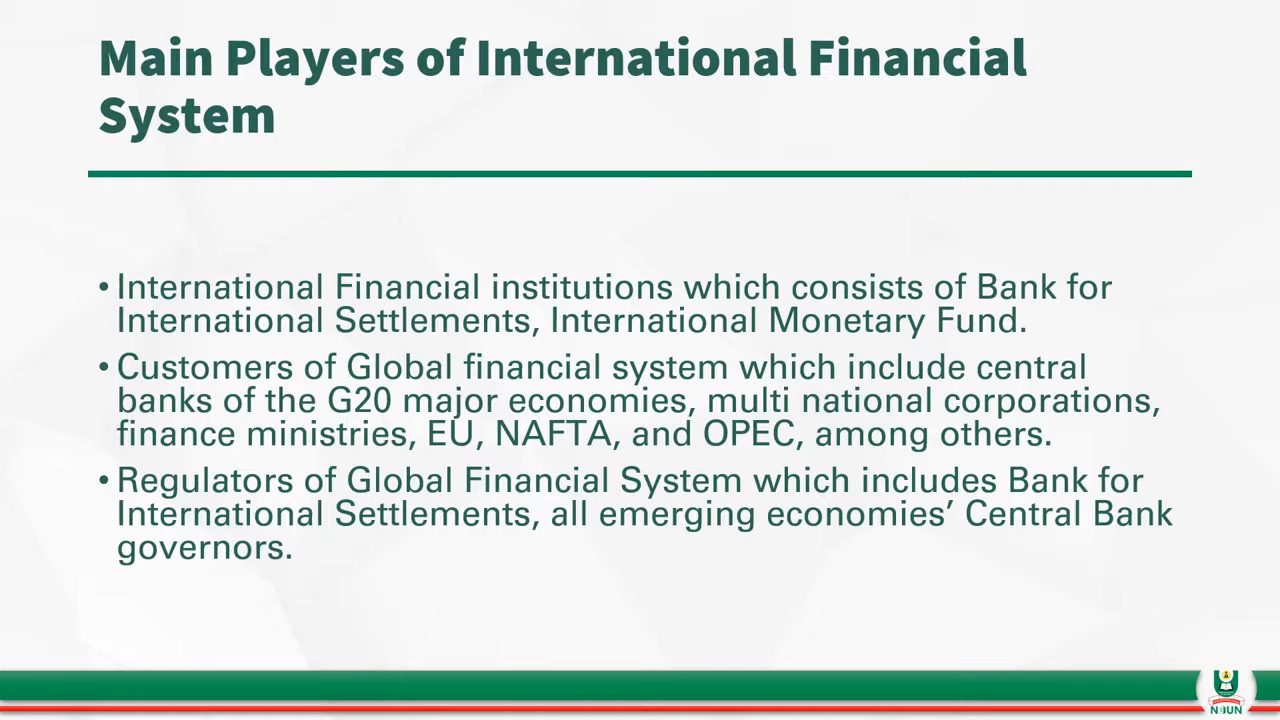 Main Players of International Financial
System
• International Financial institutions which consists of Bank for
International Settlements, International Monetary Fund.
• Customers of Global financial system which include central
banks of the G20 major economies, multi national corporations,
finance ministries, EU, NAFTA, and OPEC, among others.
• Regulators of Global Financial System which includes Bank for
International Settlements, all emerging economies’ Central Bank
governors.
NOUN